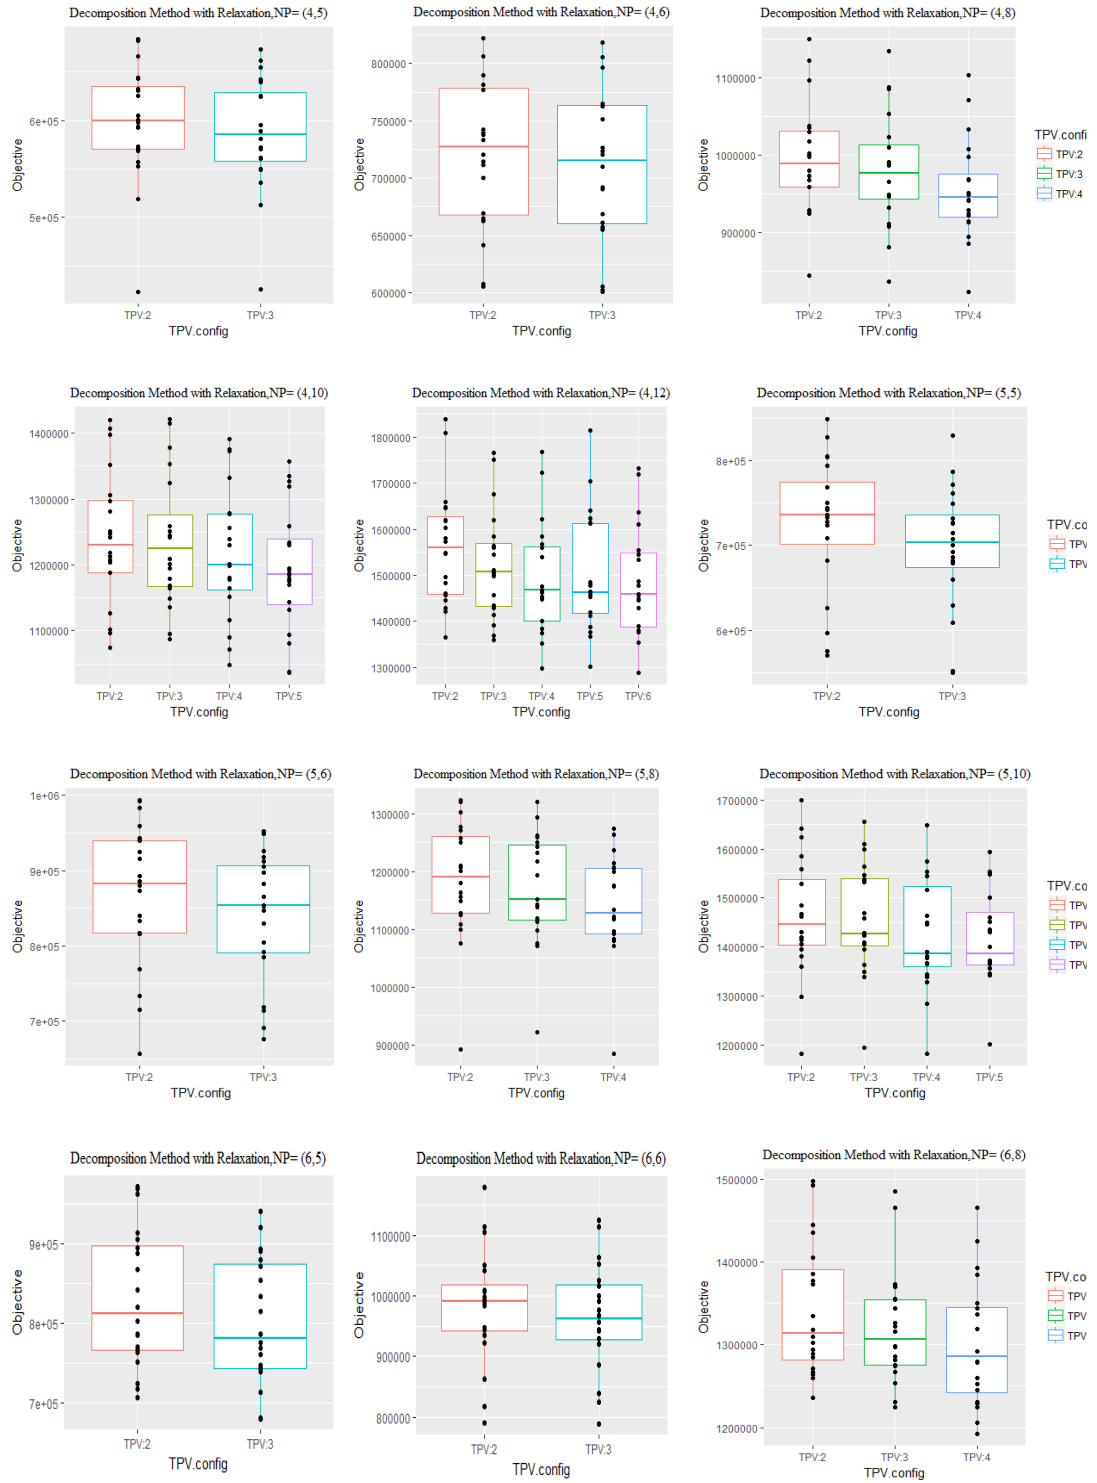 Decomposition Method with Relaxation,NP= (4,5)
Objective
6e+05
5e+05
TPV:2 TPV:3
TPV.config
Decomposition Method with Relaxation,NP= (4,6)
Objective
800000
750000
700000
650000
600000
TPV:2 TPV:3
TPV.config
Decomposition Method with Relaxation,NP= (4,8)
Objective
1100000
1000000
900000
TPV:2 TPV:3 TPV:4
TPV.config
TPV.confi
TPV:2
TPV:3
TPV:4
Decomposition Method with Relaxation,NP= (4,10)
Objective
1400000
1300000
1200000
1100000
TPV:2 TPV:3 TPV:4 TPV:5
TPV.config
Decomposition Method with Relaxation,NP= (4,12)
Objective
1800000
1700000
1600000
1500000
1400000
1300000
TPV:2 TPV:3 TPV:4 TPV:5 TPV:6
TPV.config
Decomposition Method with Relaxation,NP= (5,5)
Objective
8e+05
7e+05
6e+05
TPV:2 TPV:3
TPV.config
TPV.co
TPV
TPV
Decomposition Method with Relaxation,NP= (5,6)
Objective
1e+06
9e+05
8e+05
7e+05
TPV:2 TPV:3
TPV.config
Decomposition Method with Relaxation,NP= (5,8)
Objective
1300000
1200000
1100000
1000000
900000
TPV:2 TPV:3 TPV:4
TPV.config
Decomposition Method with Relaxation,NP= (5,10)
Objective
1700000
1600000
1500000
1400000
1300000
1200000
TPV:2 TPV:3 TPV:4 TPV:5
TPV.config
TPV.co
TPV
TPV
TPV
TPV
Decomposition Method with Relaxation,NP= (6,5)
Objective
9e+05
8e+05
7e+05
TPV:2 TPV:3
TPV.config
Decomposition Method with Relaxation,NP= (6,6)
Objective
1100000
1000000
900000
800000
TPV:2 TPV:3
TPV.config
Decomposition Method with Relaxation,NP= (6,8)
Objective
1500000
1400000
1300000
1200000
TPV:2 TPV:3 TPV:4
TPV.config
TPV.co
TPV
TPV
TPV